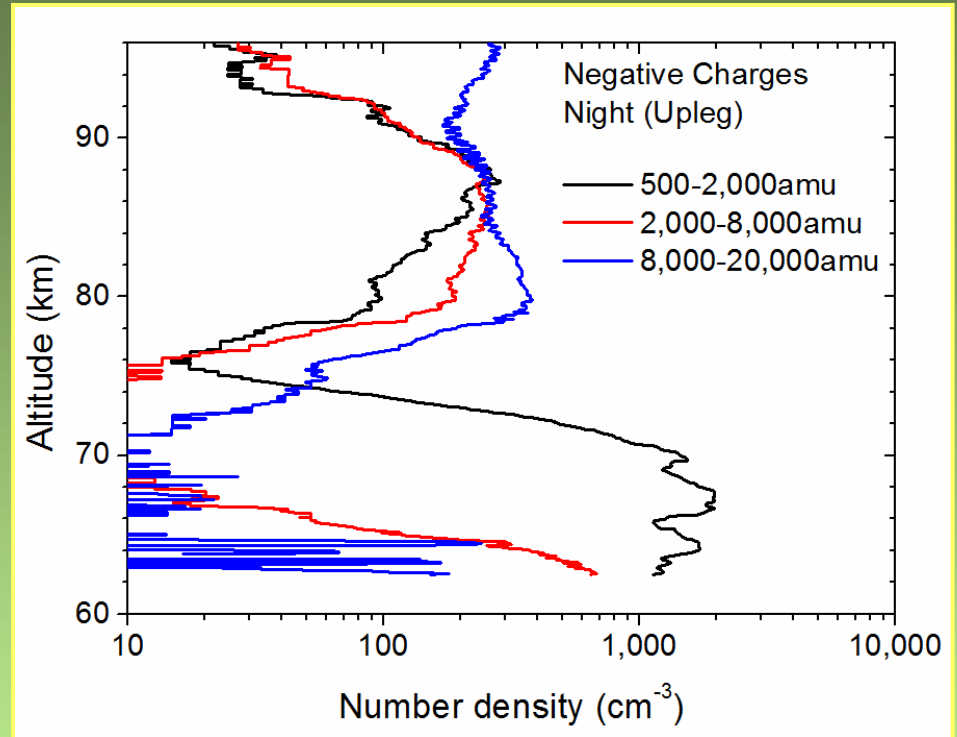 Negative Charges
Night (Upleg)
500-2,000amu
2,000-8,000amu
8,000-20,000amu
90
80
70
60
Altitude (km)
10 100 1,000 10,000
Number density (cm⁻³)